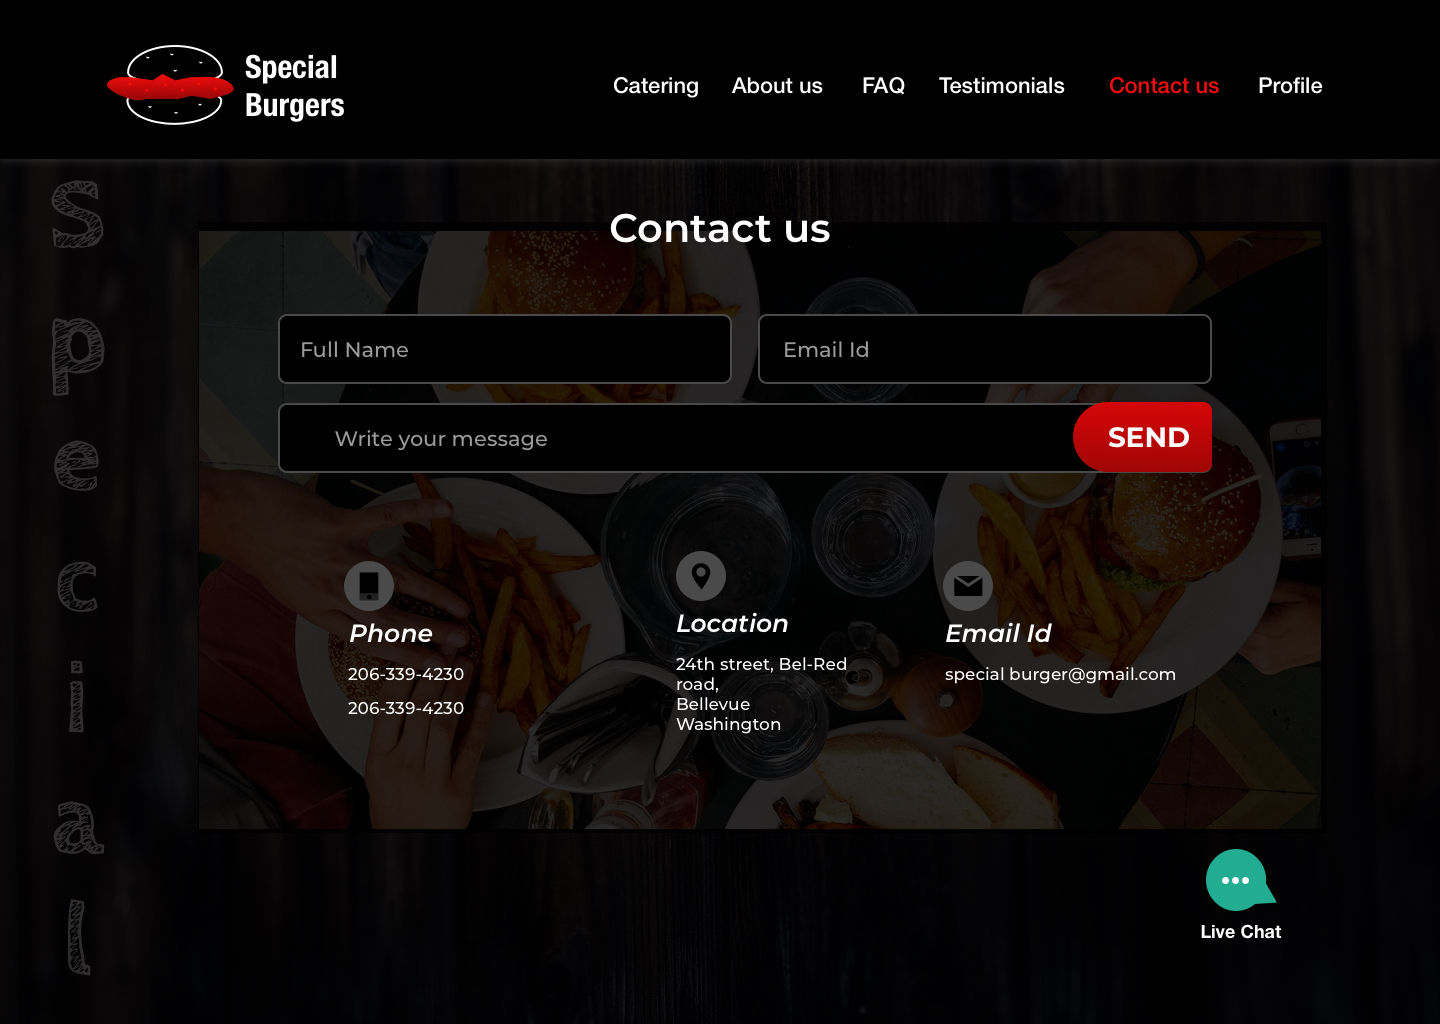 Special
Burgers
Catering
About us
FAQ
Testimonials
Contact us
Profile
Special
Contact us
Full Name
Email Id
Write your message
SEND
Phone
206-339-4230
206-339-4230
Location
24th street, Bel-Red
road,
Bellevue
Washington
Email Id
special burger@gmail.com
Live Chat